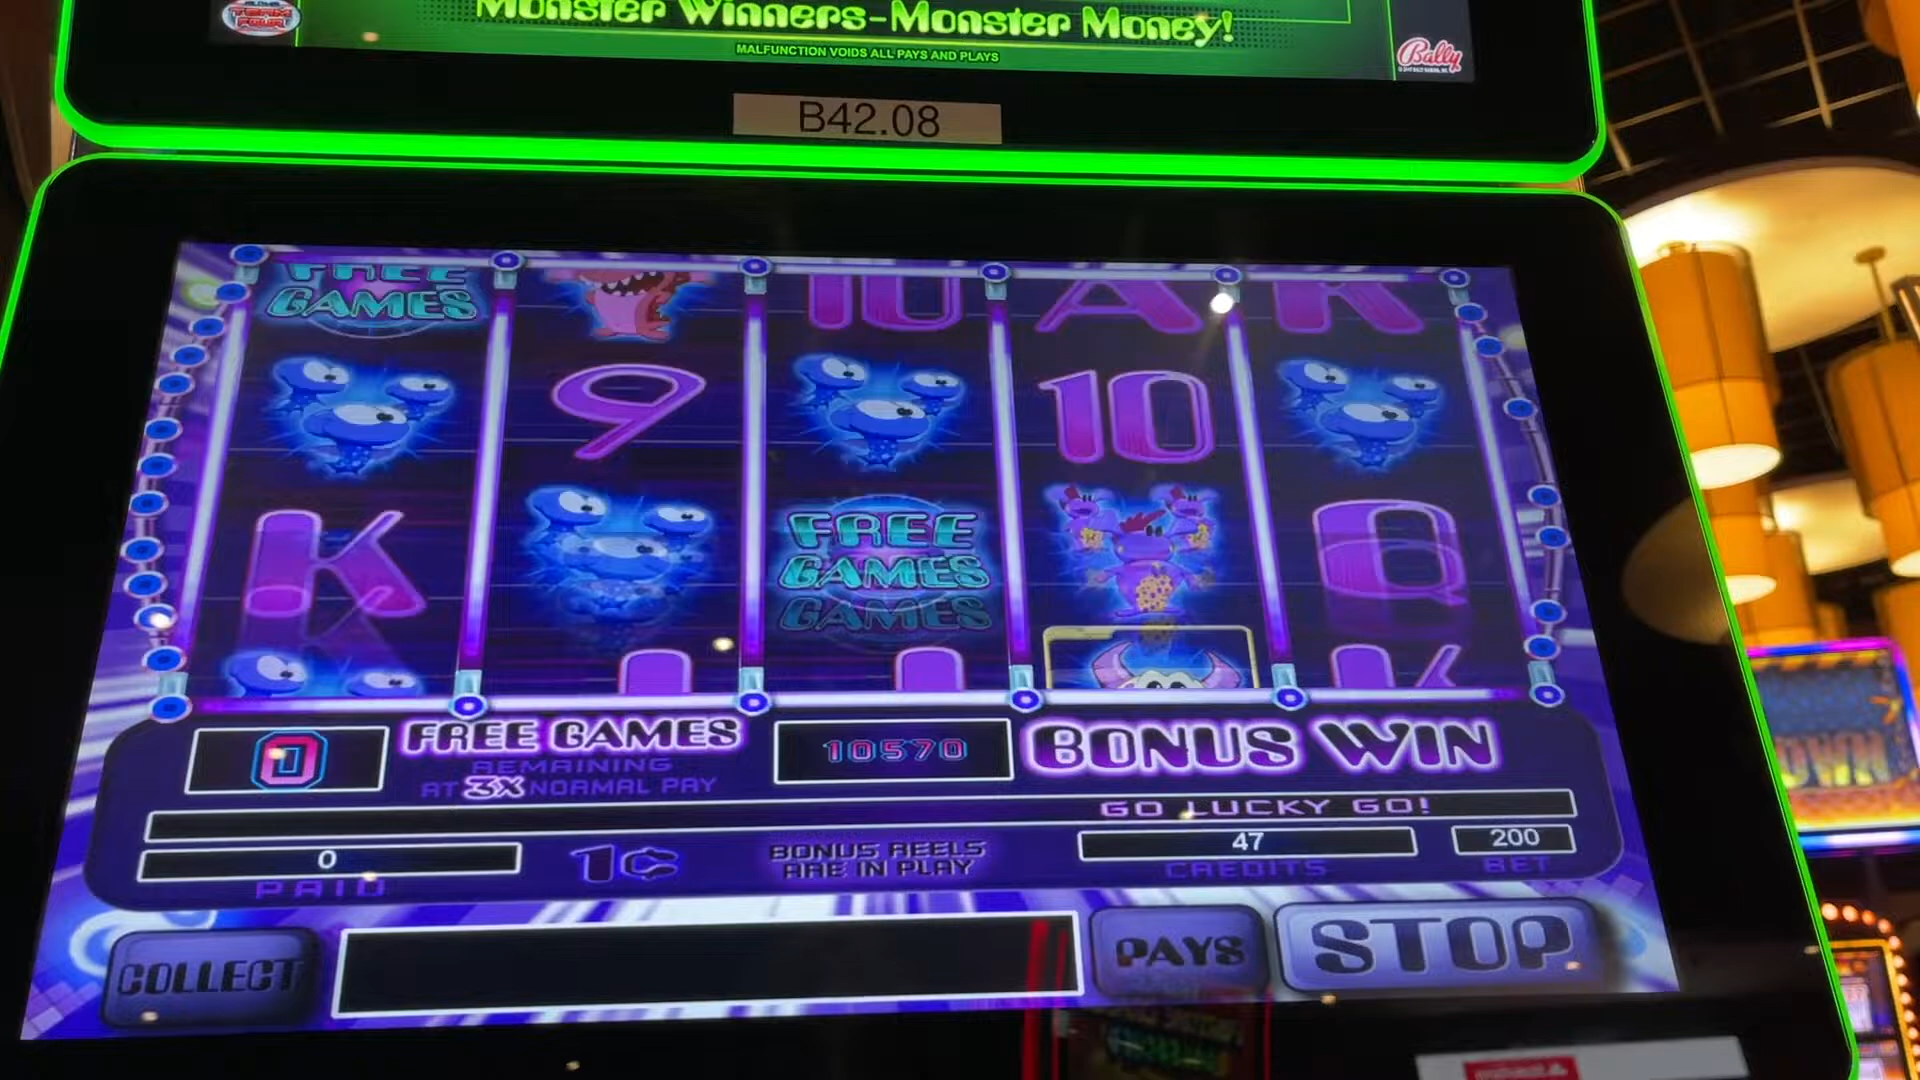 Monster Winners-Monster Money!
MALFUNCTION VOIDS ALL PAYS AND PLAYS
Bally
B42.08
FREE
GAMES
10
A
K
9
10
K
FREE
GAMES
GAMES
Q
K
0
FREE GAMES
REMAINING
AT 3X NORMAL PAY
10570
BONUS WIN
GO LUCKY GO!
0
PAID
1¢
BONUS REELS
ARE IN PLAY
47
CREDITS
200
BET
COLLECT
PAYS
STOP